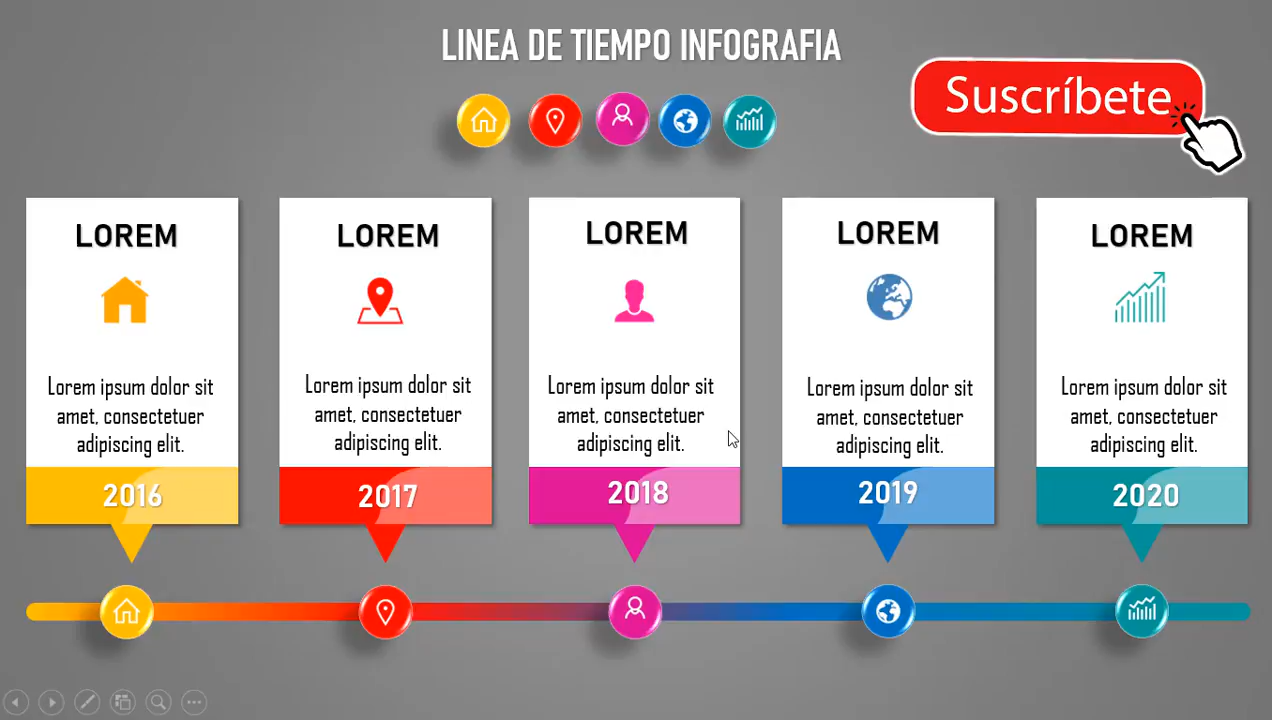 LINEA DE TIEMPO INFOGRAFIA
Suscríbete
LOREM
Lorem ipsum dolor sit
amet, consectetuer
adipiscing elit.
2016
LOREM
Lorem ipsum dolor sit
amet, consectetuer
adipiscing elit.
2017
LOREM
Lorem ipsum dolor sit
amet, consectetuer
adipiscing elit.
2018
LOREM
Lorem ipsum dolor sit
amet, consectetuer
adipiscing elit.
2019
LOREM
Lorem ipsum dolor sit
amet, consectetuer
adipiscing elit.
2020